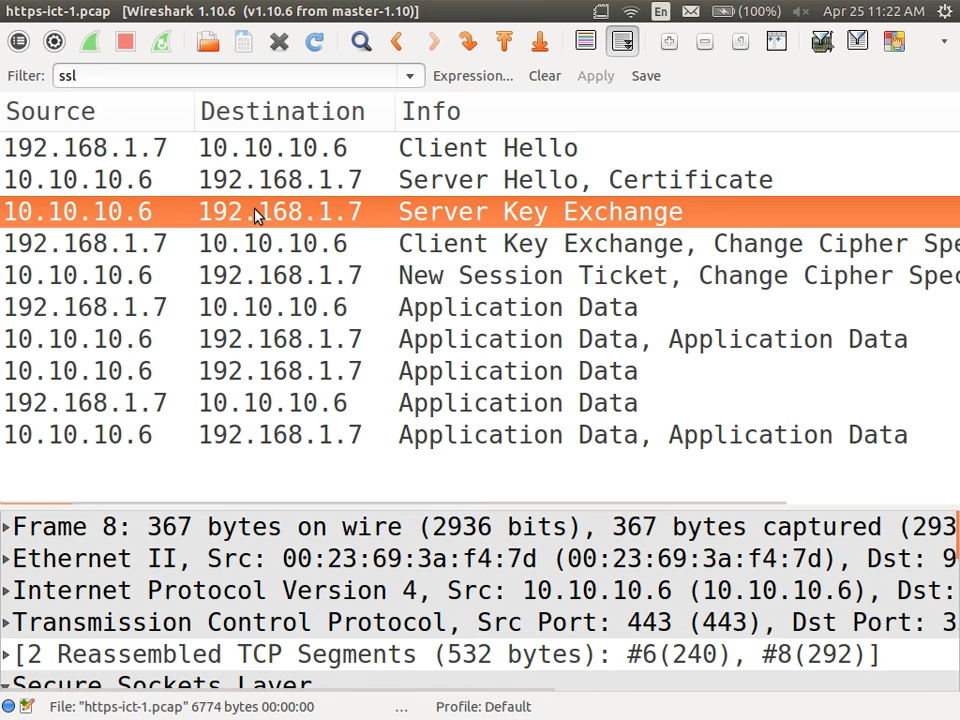 https-ict-1.pcap [Wireshark 1.10.6 (v1.10.6 from master-1.10)] En (100%) Apr 25 11:22 AM
Filter: ssl Expression... Clear Apply Save
Source Destination Info
192.168.1.7 10.10.10.6 Client Hello
10.10.10.6 192.168.1.7 Server Hello, Certificate
10.10.10.6 192.168.1.7 Server Key Exchange
192.168.1.7 10.10.10.6 Client Key Exchange, Change Cipher Spe
10.10.10.6 192.168.1.7 New Session Ticket, Change Cipher Spec
192.168.1.7 10.10.10.6 Application Data
10.10.10.6 192.168.1.7 Application Data, Application Data
10.10.10.6 192.168.1.7 Application Data
192.168.1.7 10.10.10.6 Application Data
10.10.10.6 192.168.1.7 Application Data, Application Data
Frame 8: 367 bytes on wire (2936 bits), 367 bytes captured (293
Ethernet II, Src: 00:23:69:3a:f4:7d (00:23:69:3a:f4:7d), Dst: 9
Internet Protocol Version 4, Src: 10.10.10.6 (10.10.10.6), Dst:
Transmission Control Protocol, Src Port: 443 (443), Dst Port: 3
[2 Reassembled TCP Segments (532 bytes): #6(240), #8(292)]
Secure Sockets Layer
File: "https-ict-1.pcap" 6774 bytes 00:00:00 ... Profile: Default